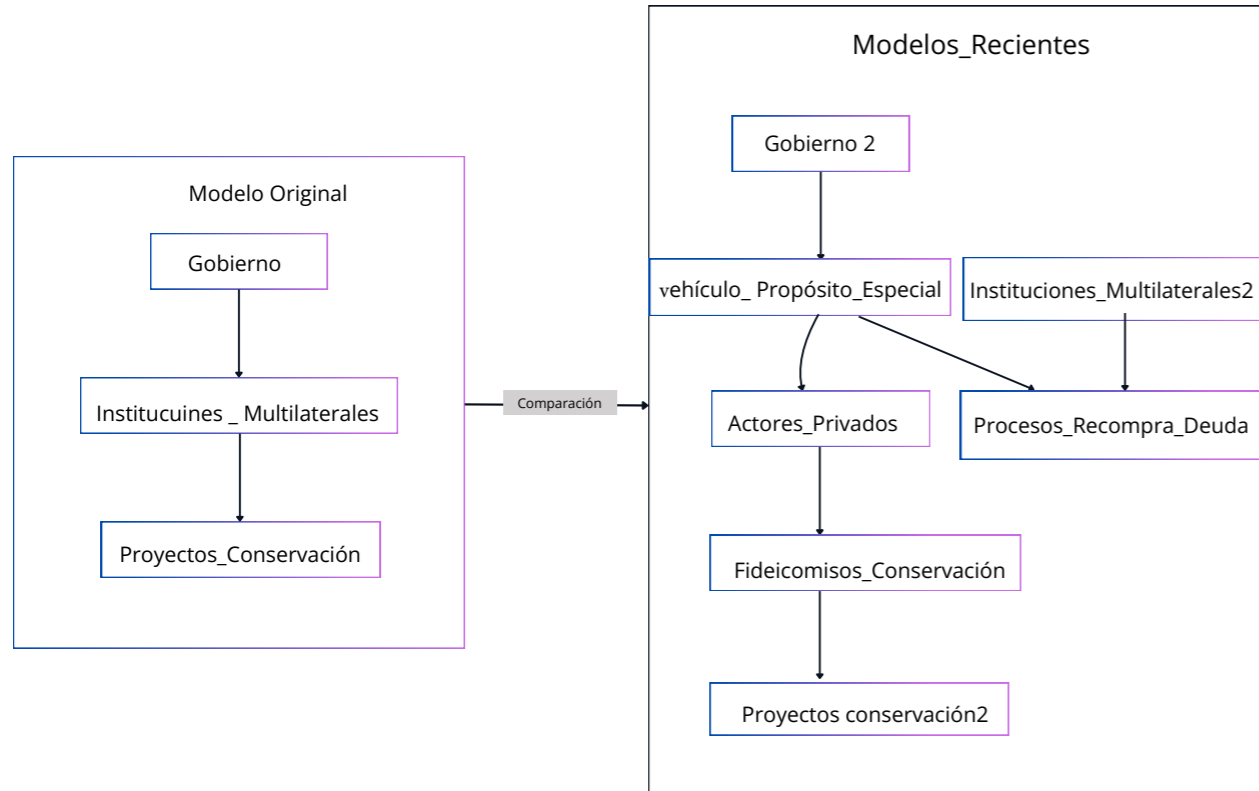 Modelo Original
Gobierno
Institucuines _ Multilaterales
Proyectos_Conservación
Comparación
Modelos_Recientes
Gobierno 2
vehículo_ Propósito_Especial
Instituciones_Multilaterales2
Actores_Privados
Procesos_Recompra_Deuda
Fideicomisos_Conservación
Proyectos conservación2